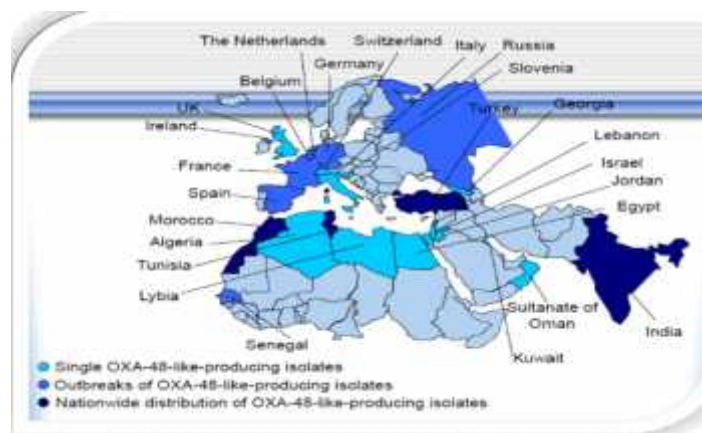 The Netherlands
Switzerland
Italy
Russia
Germany
Slovenia
Belgium
UK
Turkey
Georgia
Ireland
Lebanon
Israel
France
Jordan
Spain
Egypt
Morocco
Algeria
Tunisia
Lybia
Sultanate of
Oman
India
Senegal
Kuwait
Single OXA-48-like-producing isolates
Outbreaks of OXA-48-like-producing isolates
Nationwide distribution of OXA-48-like-producing isolates